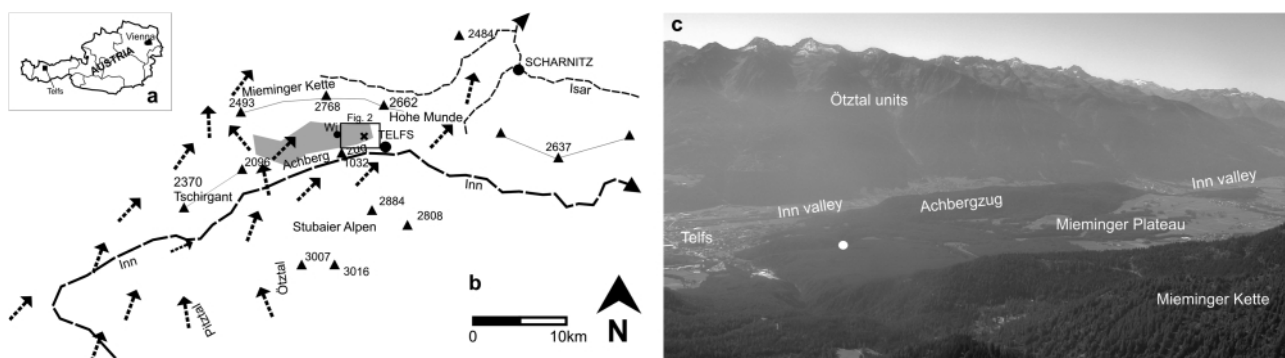 Vienna
AUSTRIA
Telfs
a
2484
SCHARNITZ
Isar
Mieminger Kette
2493
2768
2662
Hohe Munde
Fig. 2
Wi
TELFS
2637
2096
Achberg
zug
1032
2370
Tschirgant
Inn
2884
2808
Stubaier Alpen
Inn
3007
3016
Ötztal
Pitztal
b
10km
0
N
c
Ötztal units
Inn valley
Inn valley
Achbergzug
Mieminger Plateau
Telfs
Mieminger Kette